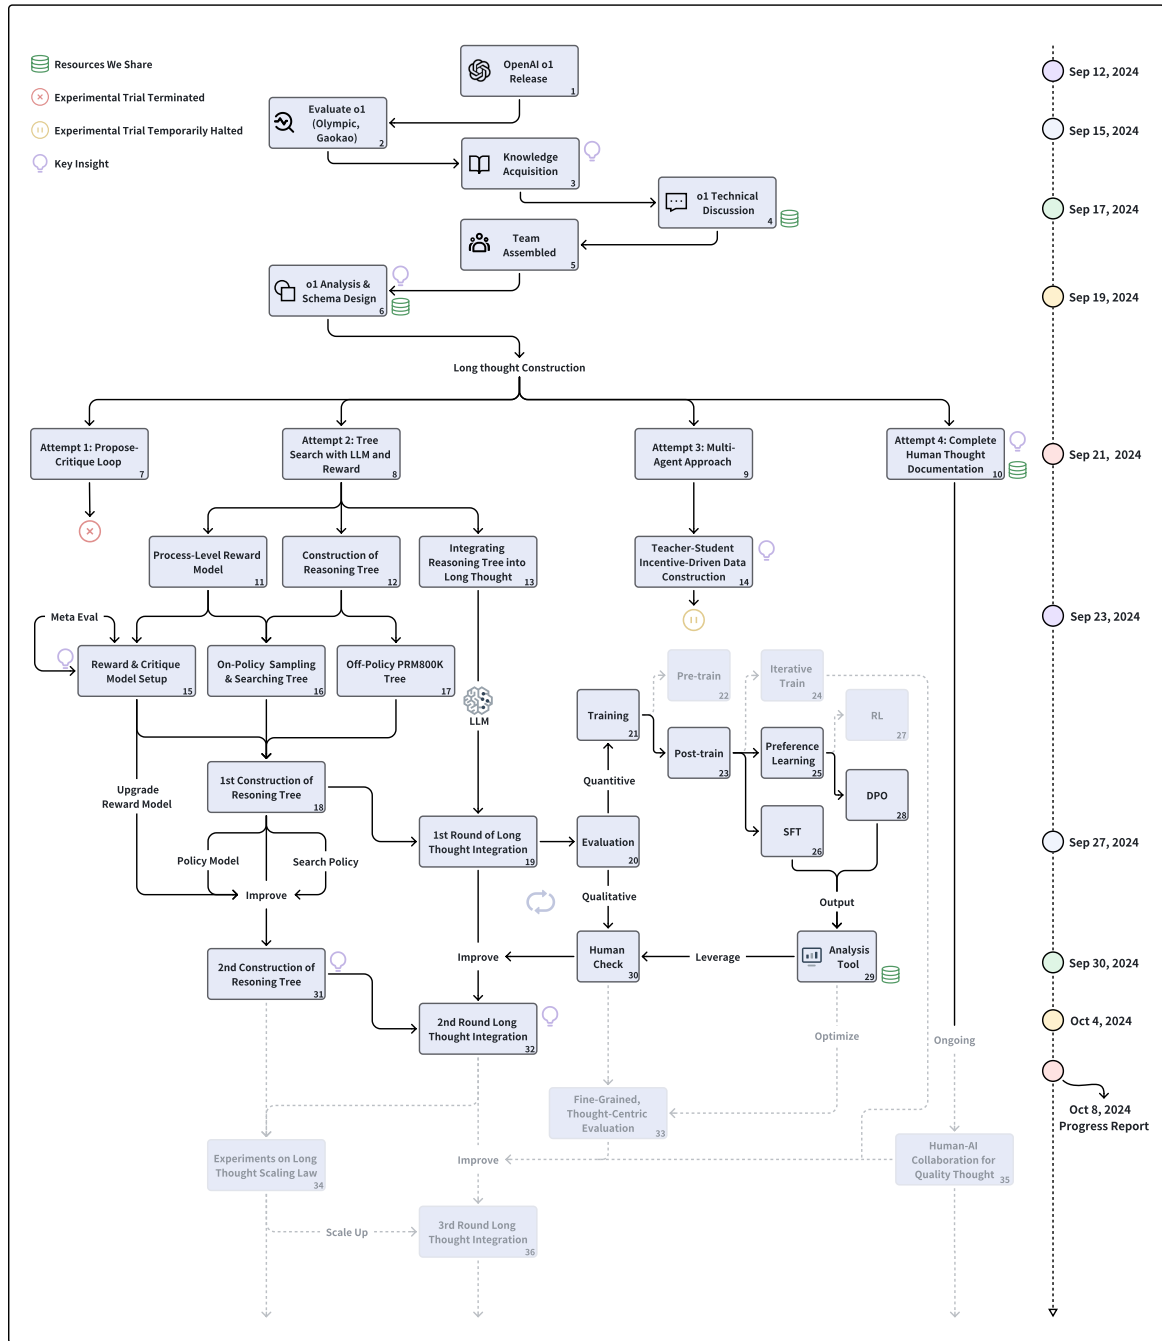 Resources We Share
Experimental Trial Terminated
Experimental Trial Temporarily Halted
Key Insight
OpenAI o1
Release
1
Evaluate o1
(Olympic,
Gaokao)
2
Knowledge
Acquisition
3
o1 Technical
Discussion
4
Team
Assembled
5
o1 Analysis &
Schema Design
6
Long thought Construction
Attempt 1: Propose-
Critique Loop
7
Attempt 2: Tree
Search with LLM and
Reward
8
Attempt 3: Multi-
Agent Approach
9
Attempt 4: Complete
Human Thought
Documentation
10
Process-Level Reward
Model
11
Construction of
Reasoning Tree
12
Integrating
Reasoning Tree into
Long Thought
13
Teacher-Student
Incentive-Driven Data
Construction
14
Meta Eval
Reward & Critique
Model Setup
15
On-Policy Sampling
& Searching Tree
16
Off-Policy PRM800K
Tree
17
LLM
Pre-train
22
Iterative
Train
24
RL
27
Training
21
Post-train
23
Preference
Learning
25
DPO
28
SFT
26
Quantitive
Upgrade
Reward Model
1st Construction of
Resoning Tree
18
1st Round of Long
Thought Integration
19
Evaluation
20
Policy Model
Search Policy
Improve
Qualitative
Output
2nd Construction of
Resoning Tree
31
Improve
Human
Check
30
Leverage
Analysis
Tool
29
2nd Round Long
Thought Integration
32
Optimize
Ongoing
Fine-Grained,
Thought-Centric
Evaluation
33
Experiments on Long
Thought Scaling Law
34
Improve
Human-AI
Collaboration for
Quality Thought
35
Scale Up
3rd Round Long
Thought Integration
36
Sep 12, 2024
Sep 15, 2024
Sep 17, 2024
Sep 19, 2024
Sep 21, 2024
Sep 23, 2024
Sep 27, 2024
Sep 30, 2024
Oct 4, 2024
Oct 8, 2024
Progress Report